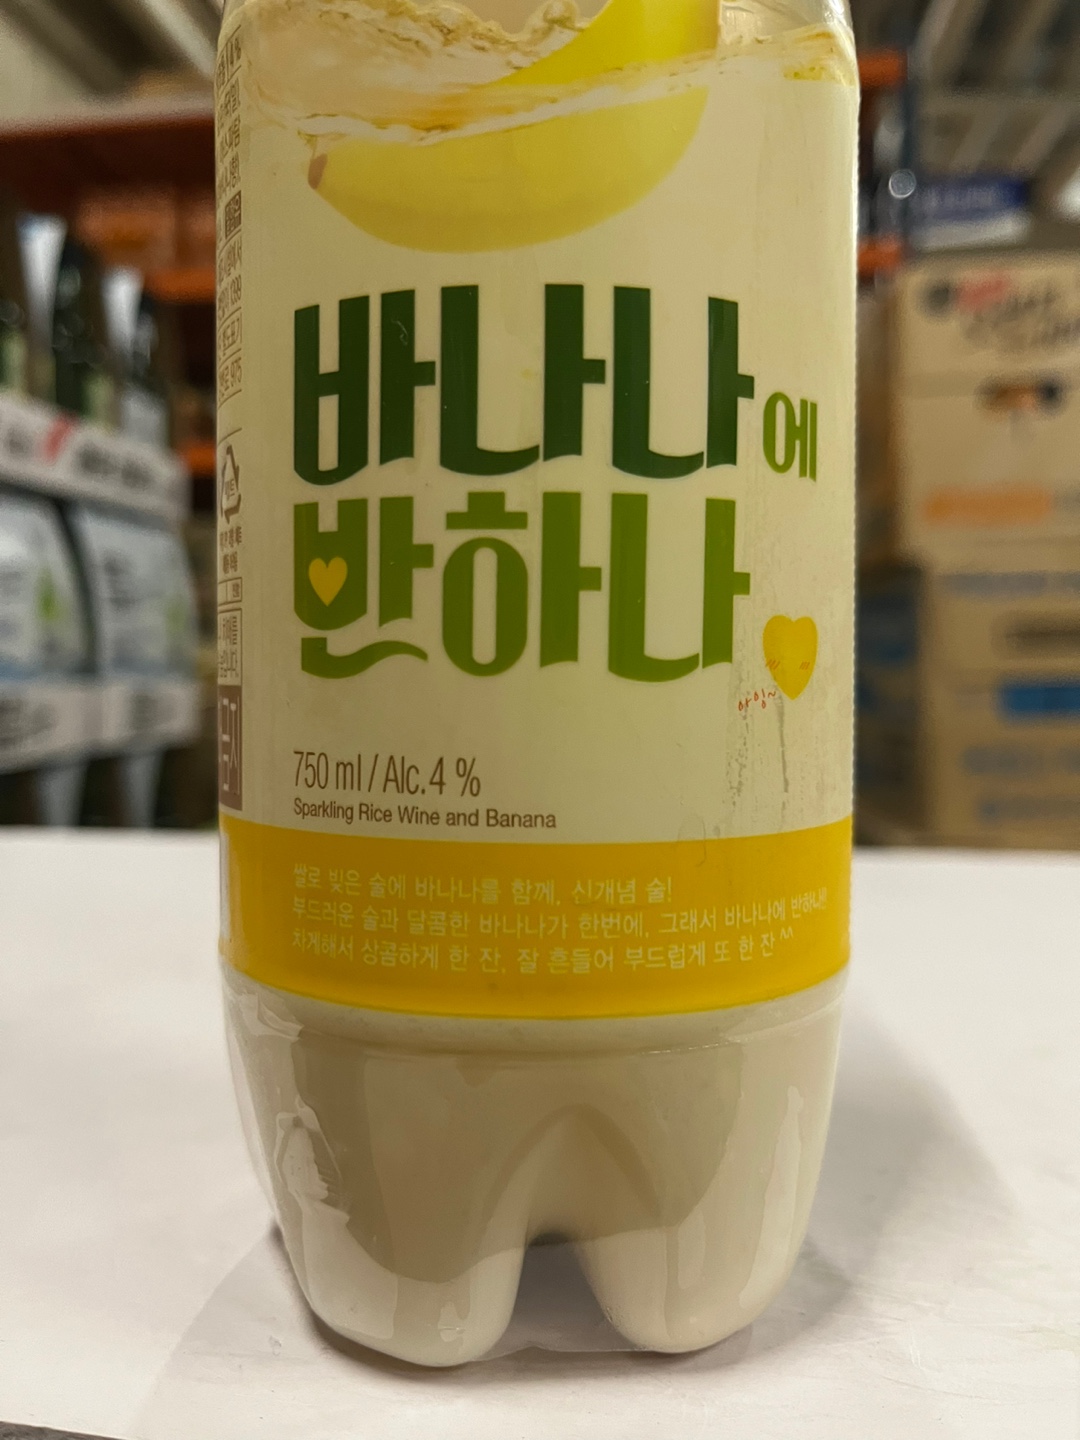 바나나에
반하나
아잉~
750 ml / Alc. 4 %
Sparkling Rice Wine and Banana
쌀로 빚은 술에 바나나를 함께, 신개념 술!
부드러운 술과 달콤한 바나나가 한번에, 그래서 바나나에 반하나!!
차게해서 상콤하게 한 잔, 잘 흔들어 부드럽게 또 한 잔^^